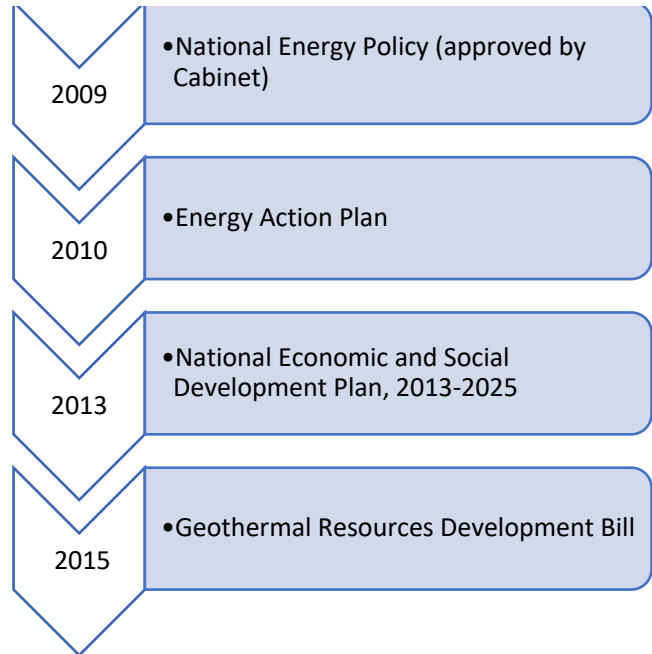 2009
•National Energy Policy (approved by
Cabinet)
2010
•Energy Action Plan
2013
•National Economic and Social
Development Plan, 2013-2025
2015
•Geothermal Resources Development Bill